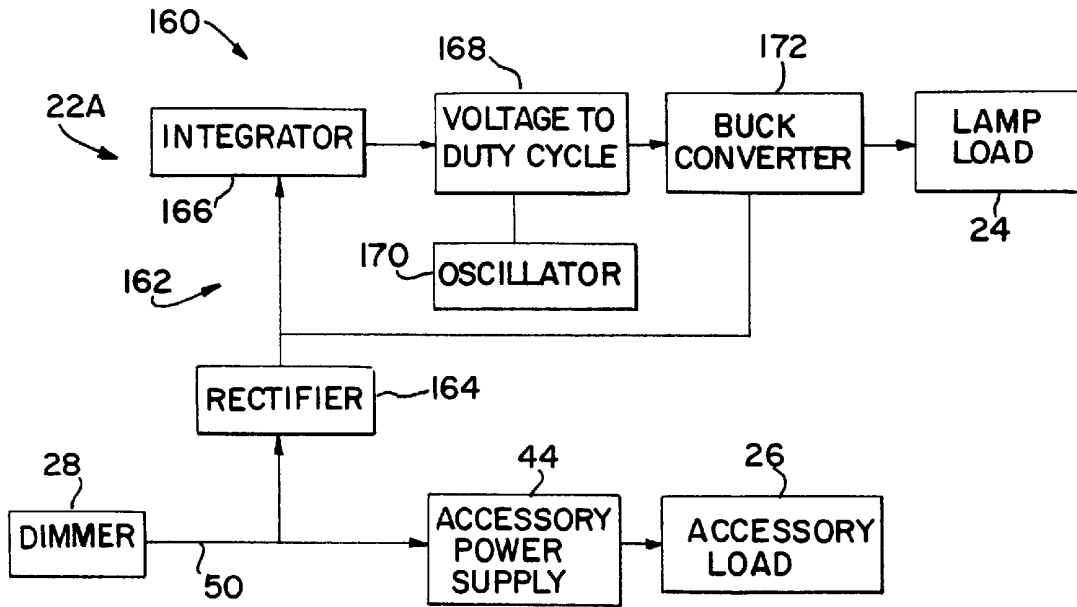 160
22A
INTEGRATOR
166
168
VOLTAGE TO
DUTY CYCLE
172
BUCK
CONVERTER
LAMP
LOAD
24
170
OSCILLATOR
162
RECTIFIER
164
28
DIMMER
50
44
ACCESSORY
POWER
SUPPLY
26
ACCESSORY
LOAD